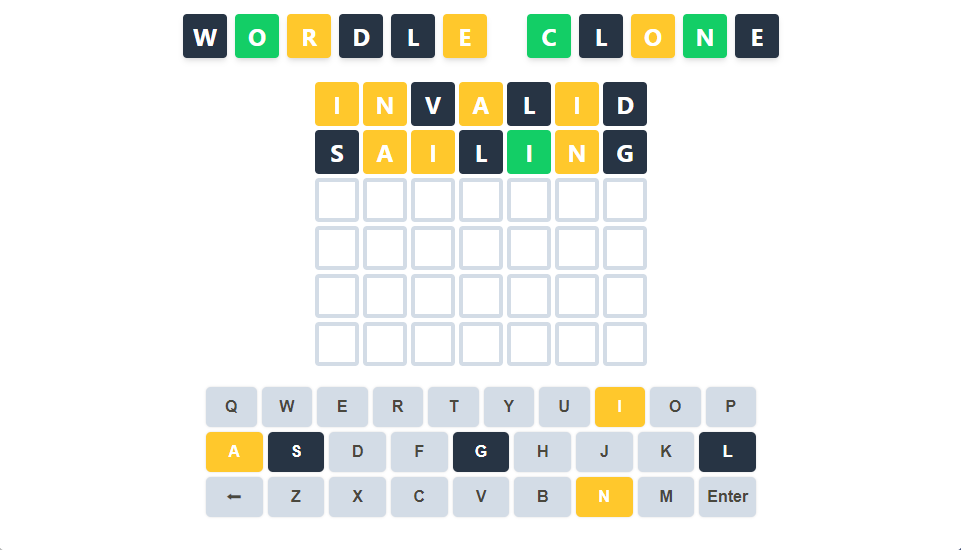 WORDLE CLONE
INVALID
SAILING
Q W E R T Y U I O P
A S D F G H J K L
← Z X C V B N M Enter